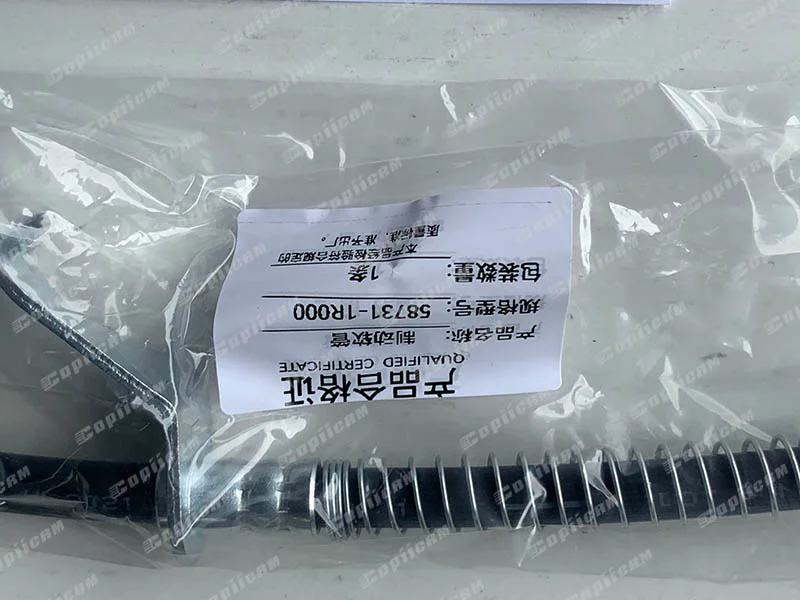 产品合格证
QUALIFIED CERTIFICATE
产品名称: 制动软管
规格型号: 58731-1R000
包装数量: 1条
本产品经检验符合规定的
质量标准，准予出厂。
Copiicam